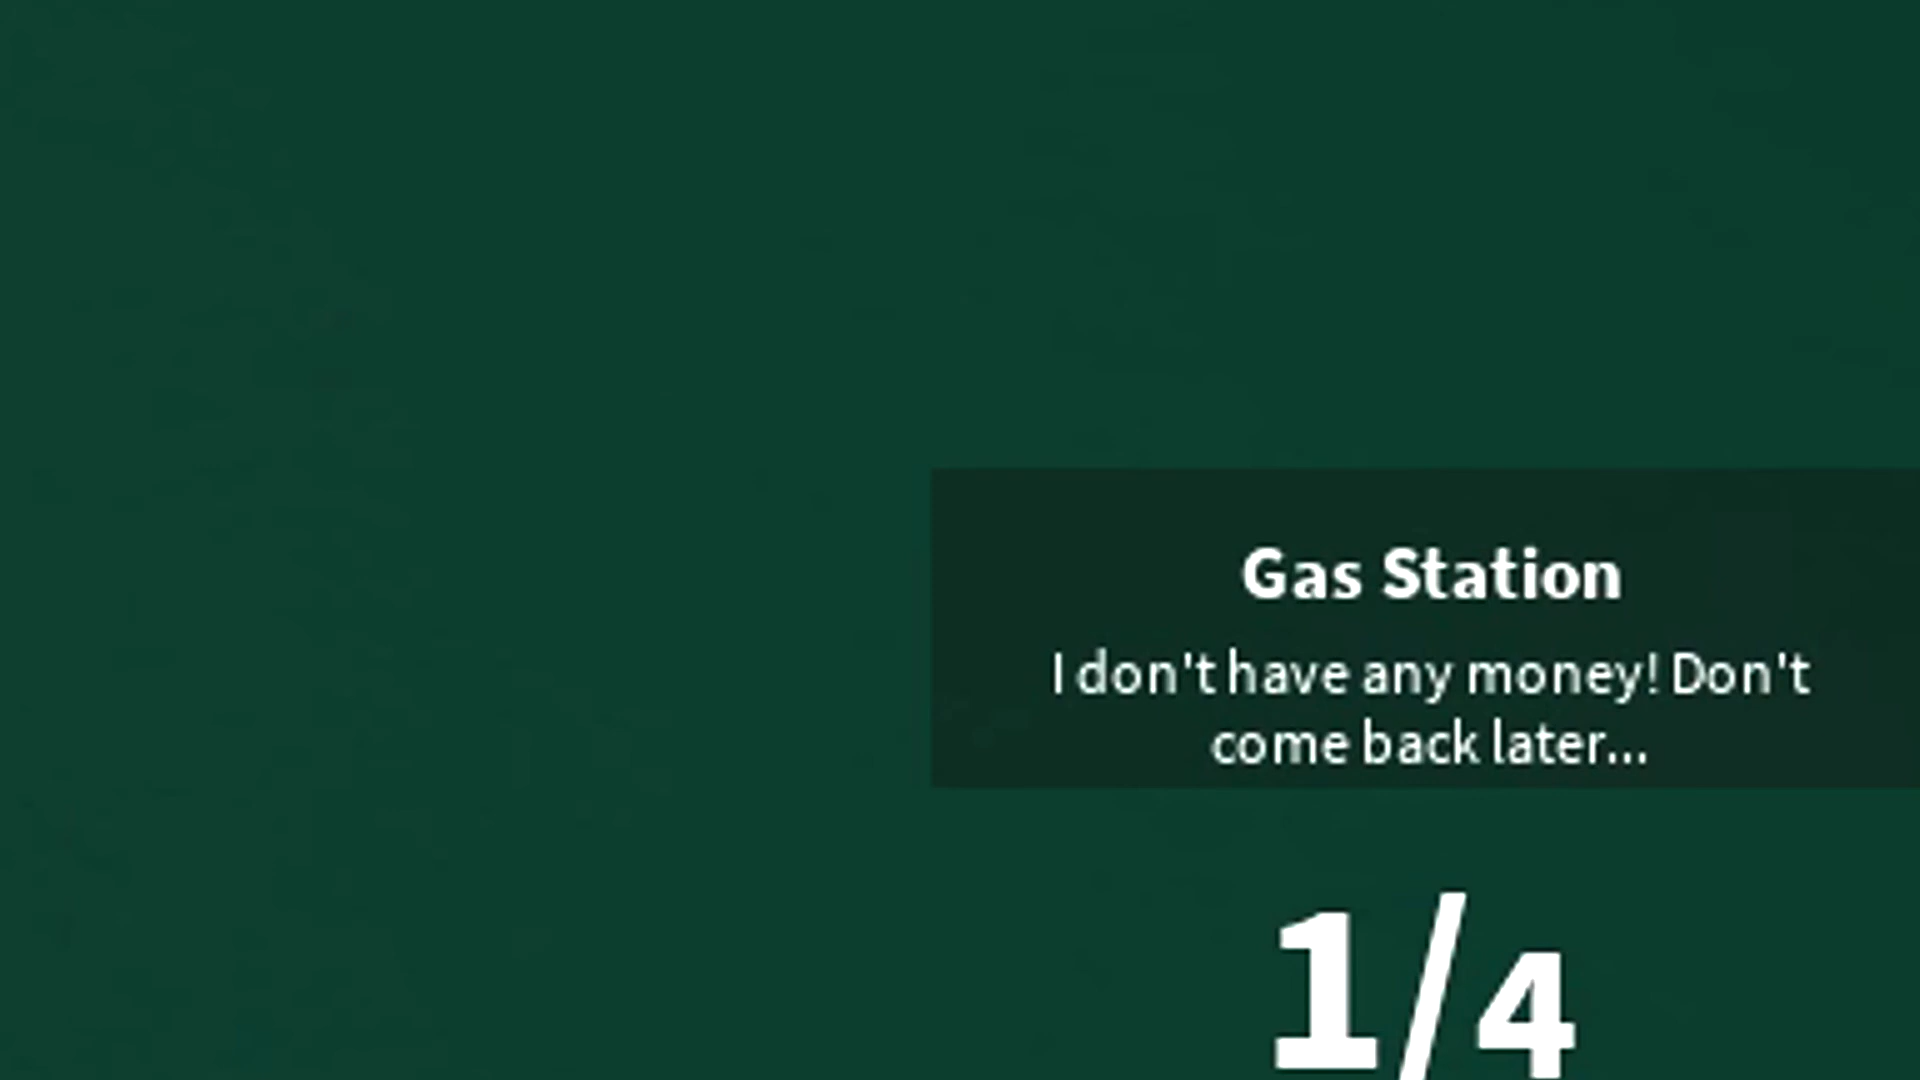 Gas Station
I don't have any money! Don't
come back later...
1/4